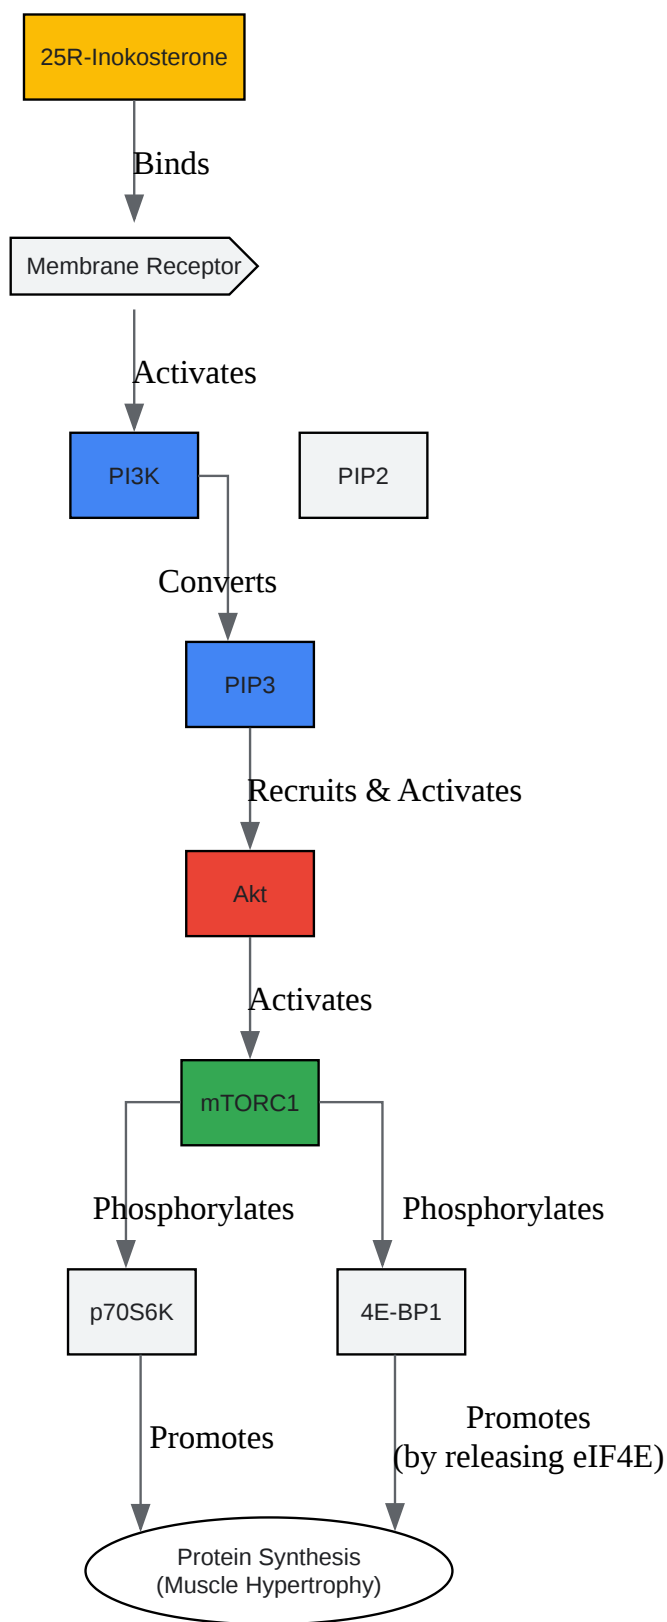 25R-Inokosterone
Binds
Membrane Receptor
Activates
PI3K
PIP2
Converts
PIP3
Recruits & Activates
Akt
Activates
mTORC1
Phosphorylates
Phosphorylates
p70S6K
4E-BP1
Promotes
Promotes
(by releasing eIF4E)
Protein Synthesis
(Muscle Hypertrophy)